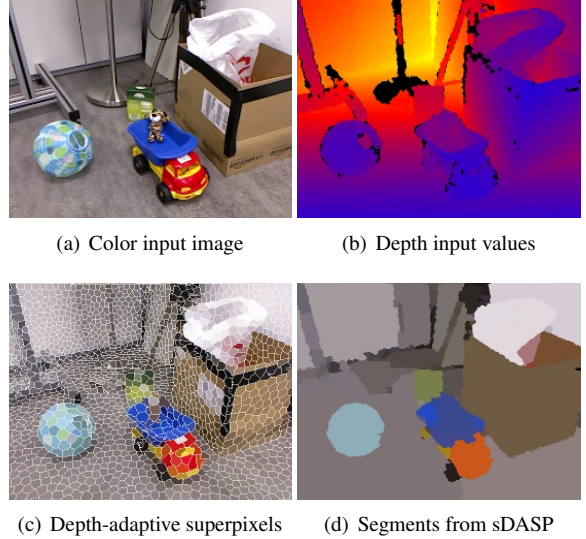 (a) Color input image
(b) Depth input values
(c) Depth-adaptive superpixels
(d) Segments from sDASP